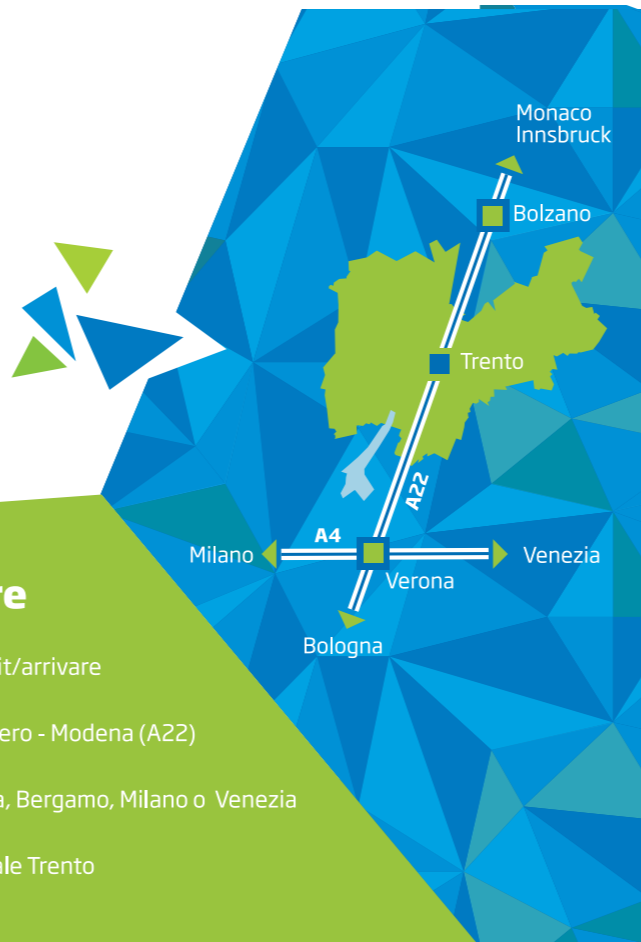 Monaco
Innsbruck
Bolzano
Trento
A22
A4
Milano
Venezia
Verona
Bologna
re
it/arrivare
ero - Modena (A22)
a, Bergamo, Milano o Venezia
ale Trento